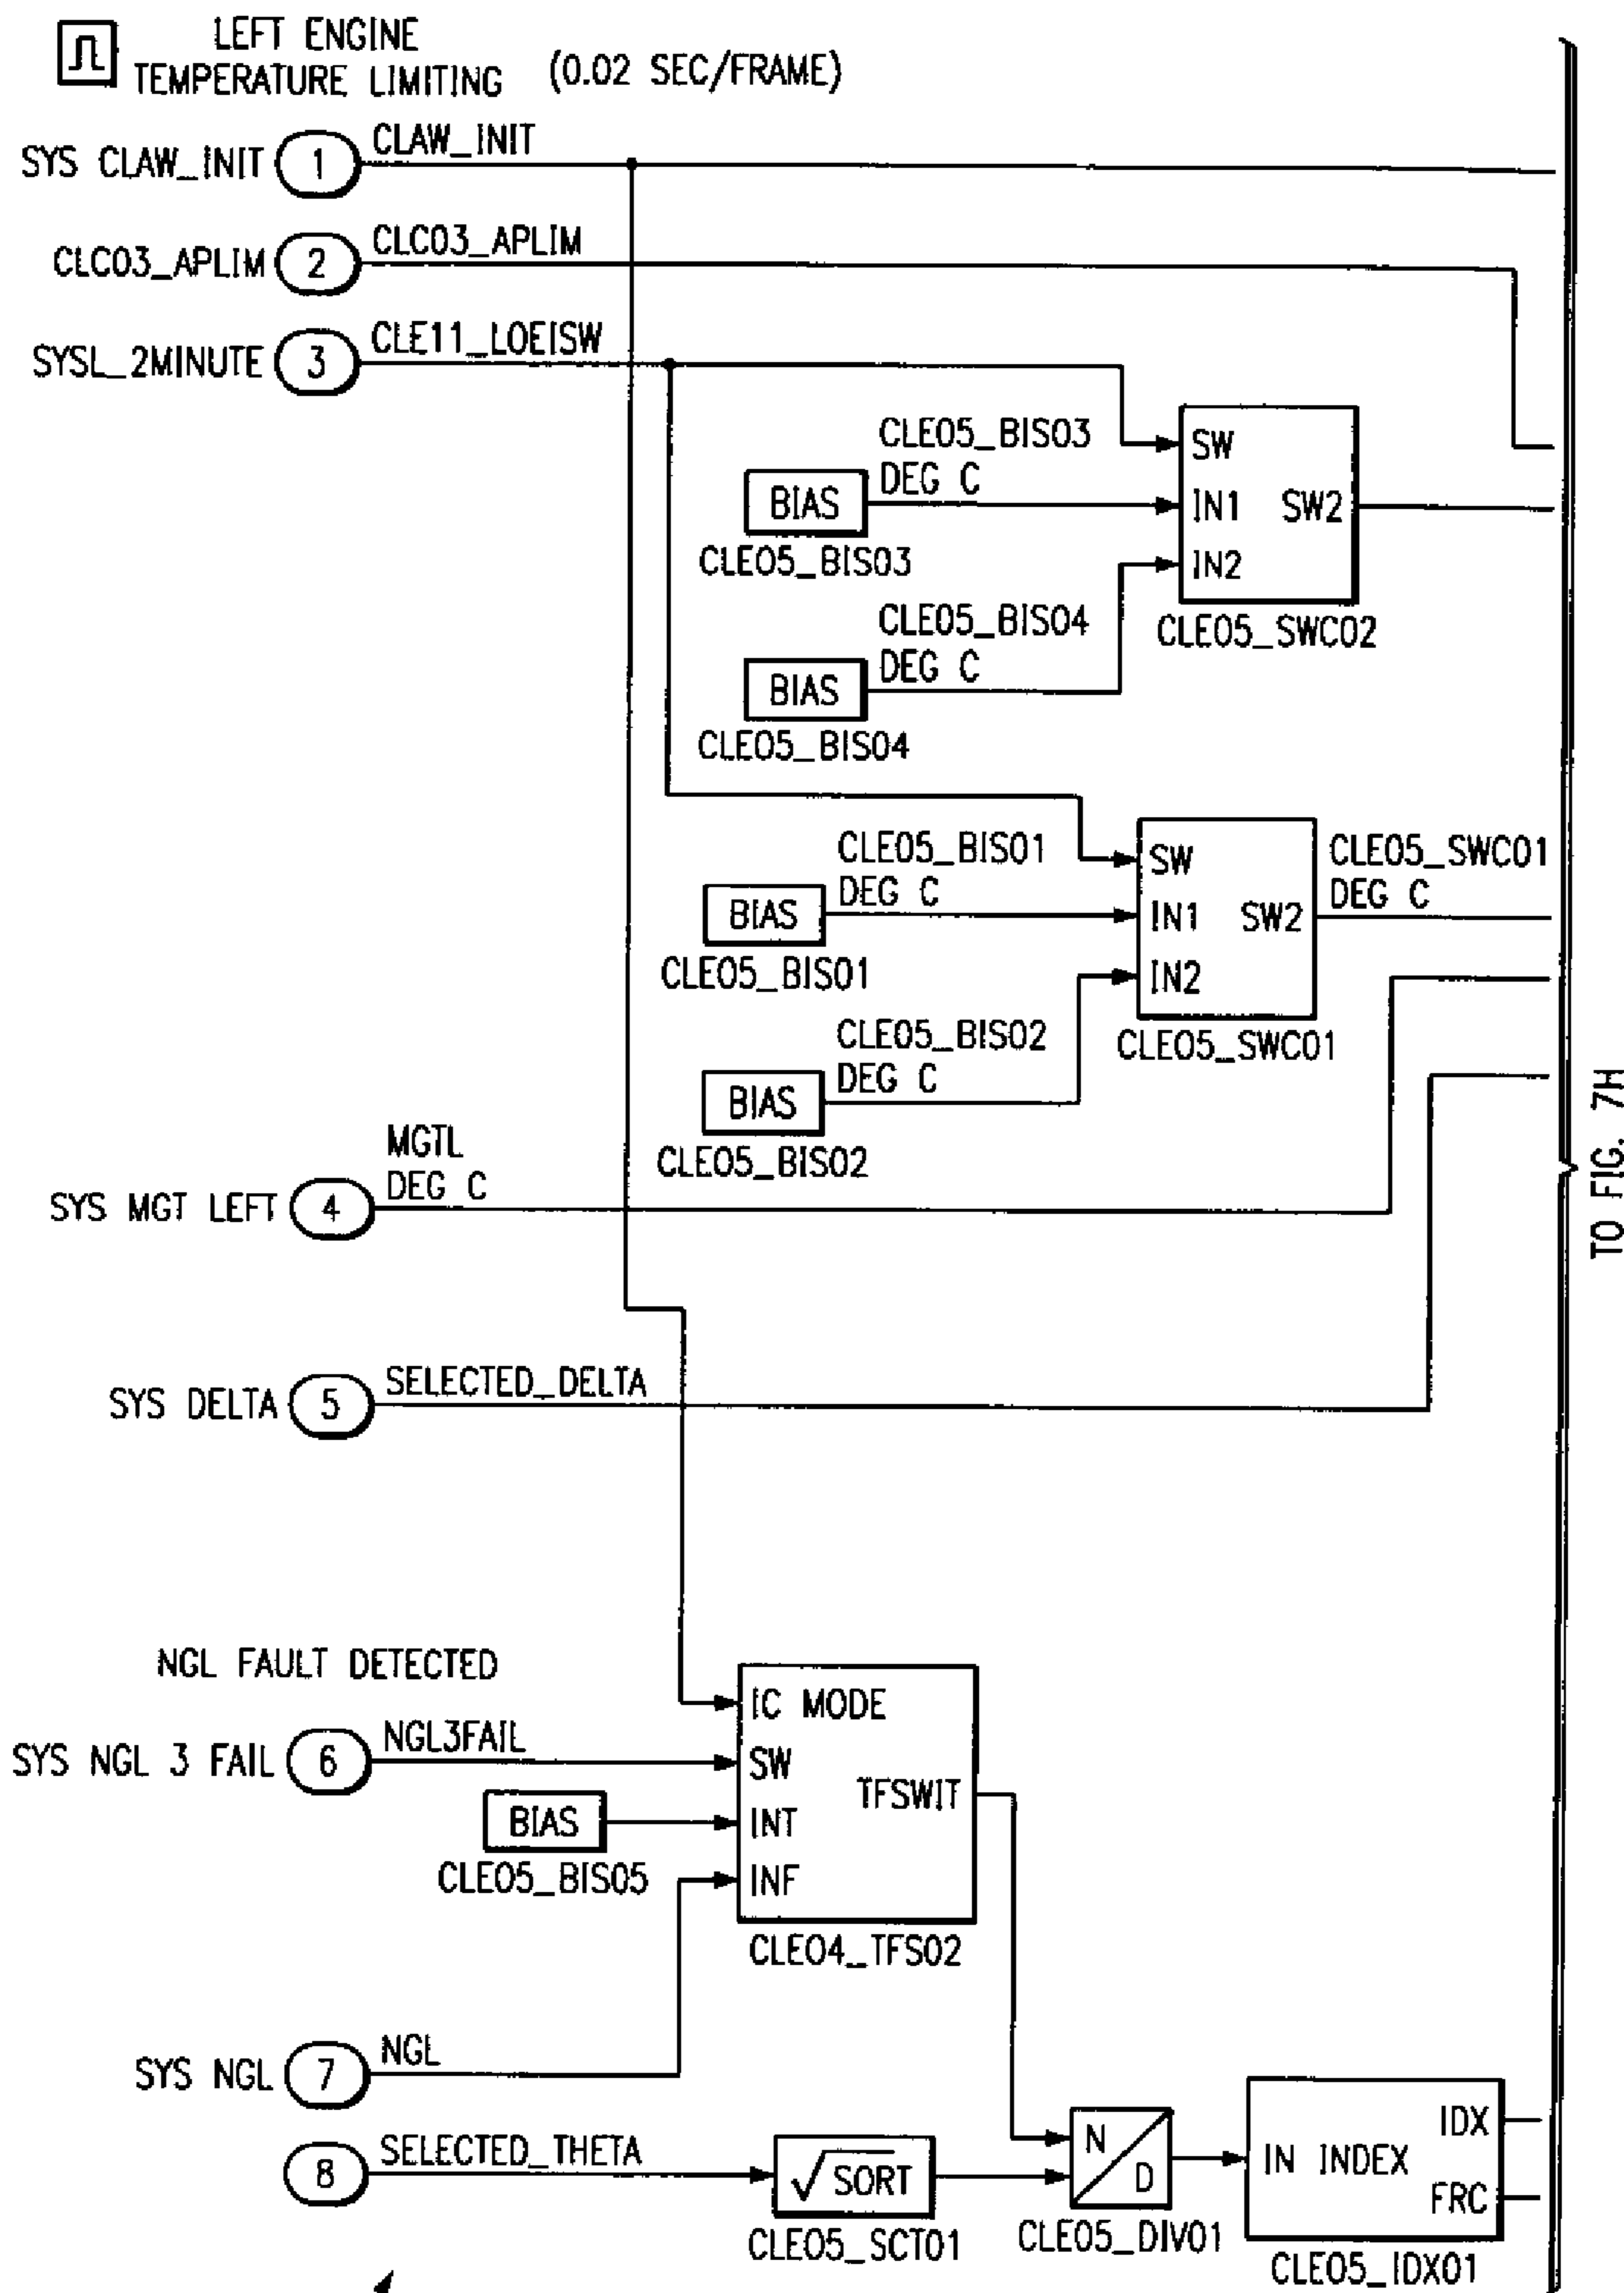 LEFT ENGINE
TEMPERATURE LIMITING (0.02 SEC/FRAME)
SYS CLAW_INIT 1 CLAW_INIT
CLC03_APLIM 2 CLC03_APLIM
SYSL_2MINUTE 3 CLE11_LOEISW
CLE05_BIS03
DEG C
BIAS
CLE05_BIS03
SW
IN1 SW2
IN2
CLE05_SWC02
CLE05_BIS04
DEG C
BIAS
CLE05_BIS04
CLE05_BIS01
DEG C
BIAS
CLE05_BIS01
SW
IN1 SW2
IN2
CLE05_SWC01
CLE05_SWC01
DEG C
CLE05_BIS02
DEG C
BIAS
CLE05_BIS02
MGTL
DEG C
SYS MGT LEFT 4
TO FIG. 7H
SYS DELTA 5 SELECTED_DELTA
NGL FAULT DETECTED
SYS NGL 3 FAIL 6 NGL3FAIL
BIAS
CLE05_BIS05
IC MODE
SW
TFSWIT
INT
INF
CLE04_TFS02
SYS NGL 7 NGL
8 SELECTED_THETA
√SORT
CLE05_SCT01
N
D
CLE05_DIV01
IN INDEX
IDX
FRC
CLE05_IDX01